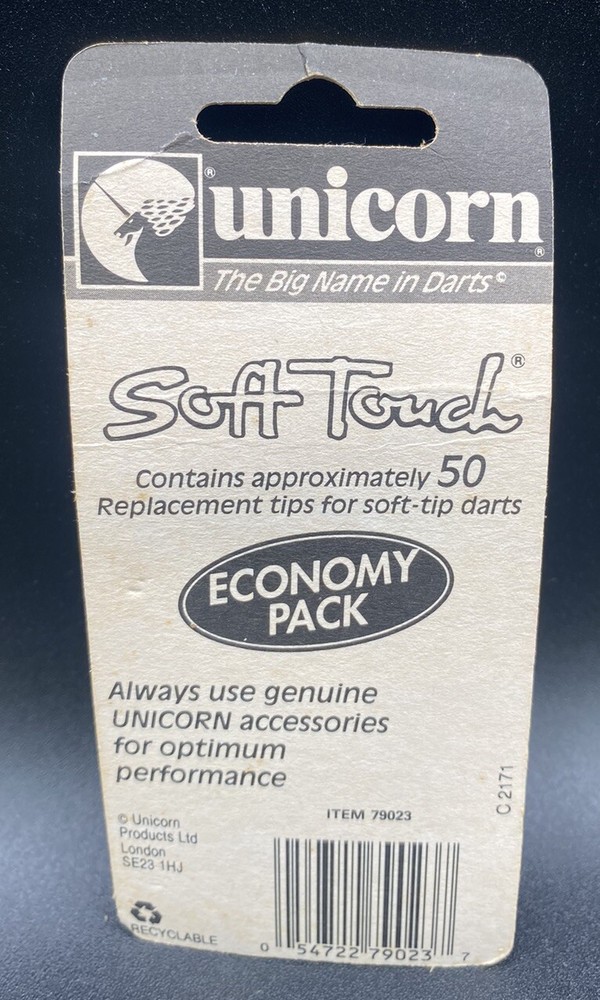 ® unicorn®
The Big Name in Darts©
Soft Touch®
Contains approximately 50
Replacement tips for soft-tip darts
ECONOMY
PACK
Always use genuine
UNICORN accessories
for optimum
performance
C 2171
© Unicorn
Products Ltd
London
SE23 1HJ
RECYCLABLE
ITEM 79023
0 54722 79023 7